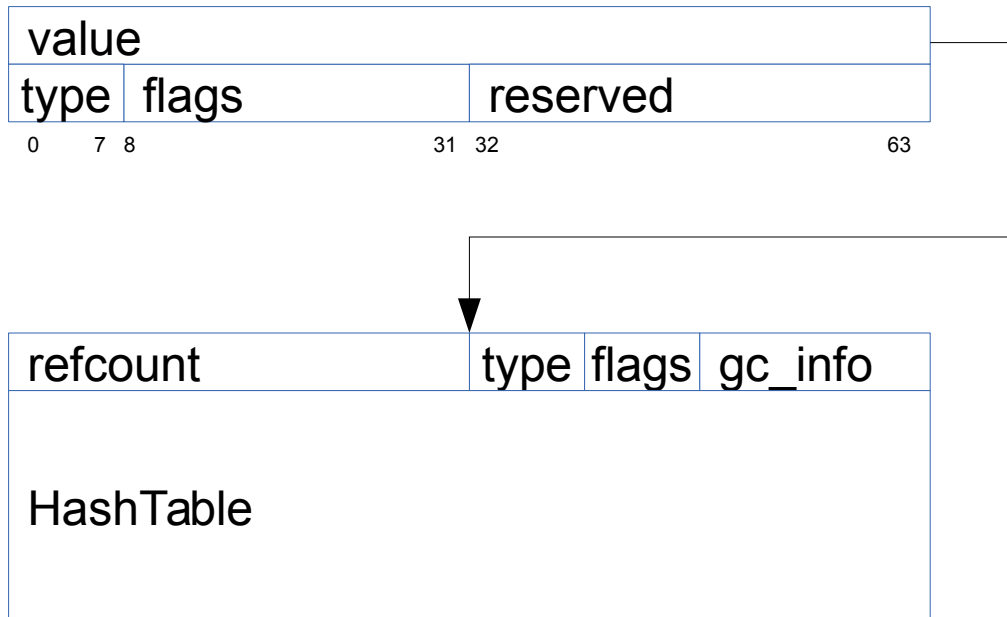 value
type flags reserved
0 7 8 31 32 63
refcount type flags gc_info
HashTable